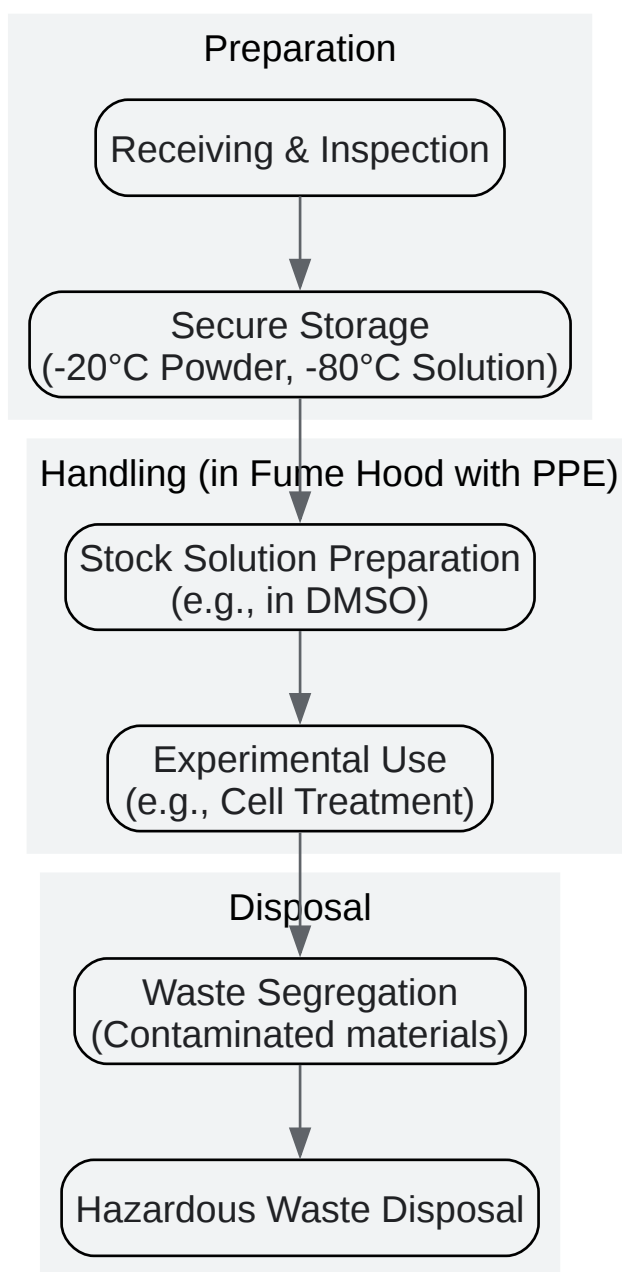 Preparation
Receiving & Inspection
Secure Storage
(-20°C Powder, -80°C Solution)
Handling (in Fume Hood with PPE)
Stock Solution Preparation
(e.g., in DMSO)
Experimental Use
(e.g., Cell Treatment)
Disposal
Waste Segregation
(Contaminated materials)
Hazardous Waste Disposal